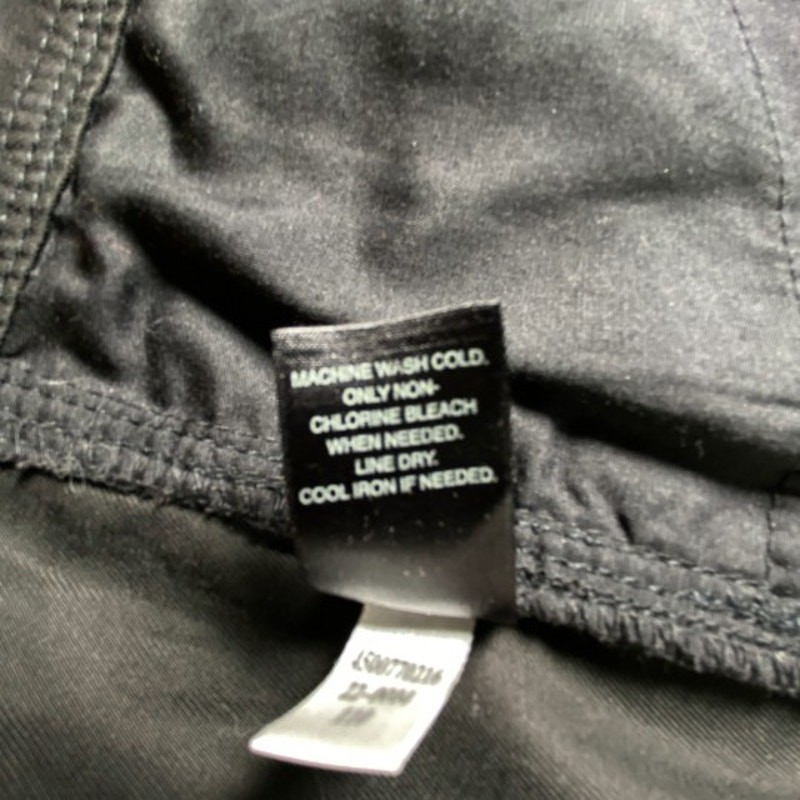 MACHINE WASH COLD.
ONLY NON-
CHLORINE BLEACH
WHEN NEEDED.
LINE DRY.
COOL IRON IF NEEDED.